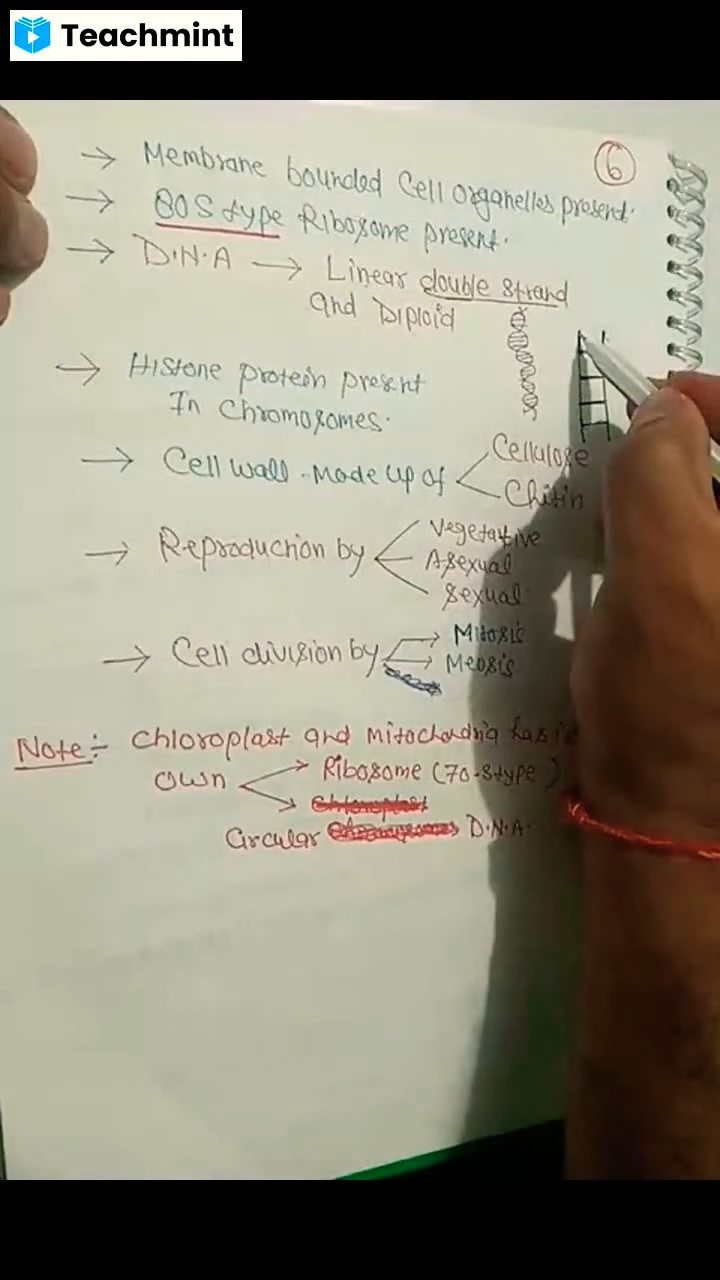 Teachmint
6
→ Membrane bounded Cell organelles present.
→ 80S type Ribosome present.
→ D.N.A → Linear double strand
and Diploid
→ Histone protein present
In chromosomes.
→ Cell wall . Made up of Cellulose
Chitin
→ Reproduction by Vegetative
Asexual
Sexual
→ Cell division by → Mitosis
→ Meosis
Note:- Chloroplast and mitochondria has
own → Ribosome (70-stype)
→
Circular D.N.A.